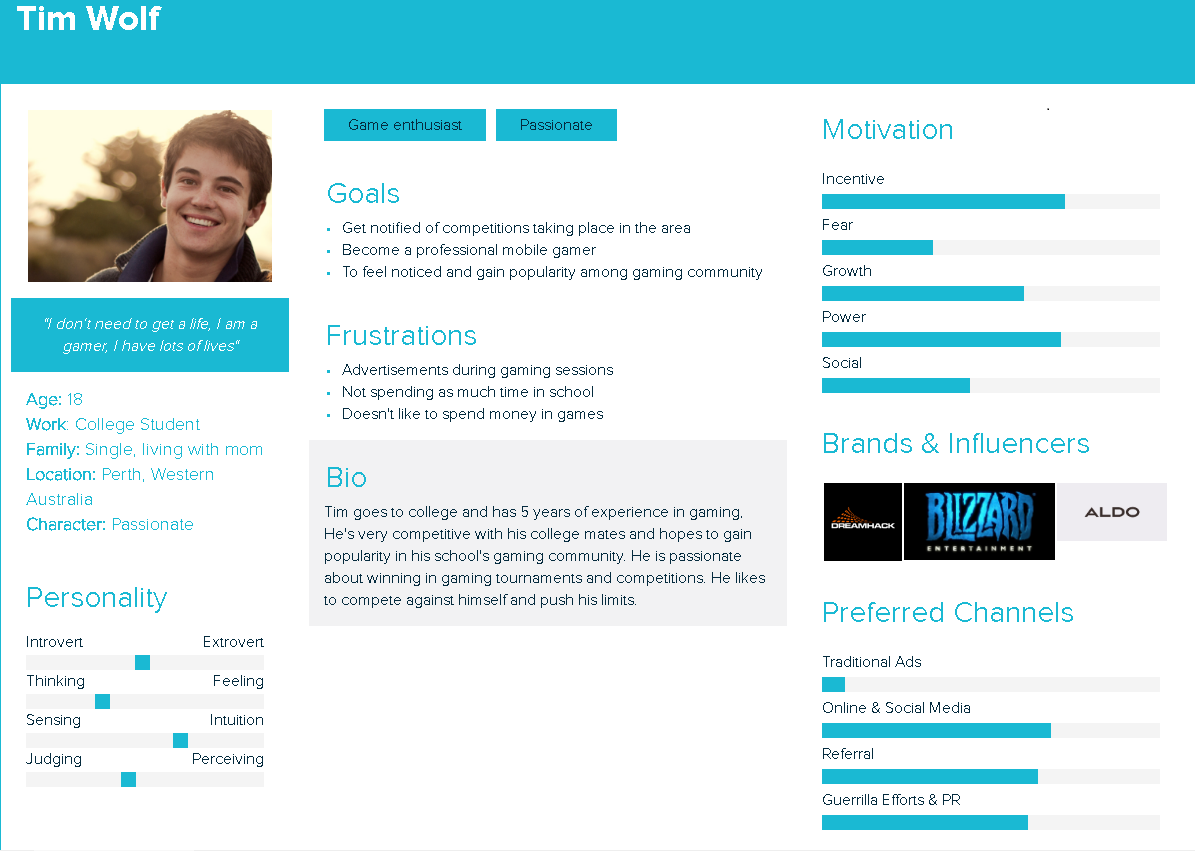 Tim Wolf
"I don't need to get a life, I am a
gamer, I have lots of lives"
Age: 18
Work: College Student
Family: Single, living with mom
Location: Perth, Western
Australia
Character: Passionate
Personality
Introvert Extrovert
Thinking Feeling
Sensing Intuition
Judging Perceiving
Game enthusiast Passionate
Goals
Get notified of competitions taking place in the area
Become a professional mobile gamer
To feel noticed and gain popularity among gaming community
Frustrations
Advertisements during gaming sessions
Not spending as much time in school
Doesn't like to spend money in games
Bio
Tim goes to college and has 5 years of experience in gaming,
He's very competitive with his college mates and hopes to gain
popularity in his school's gaming community. He is passionate
about winning in gaming tournaments and competitions. He likes
to compete against himself and push his limits.
Motivation
Incentive
Fear
Growth
Power
Social
Brands & Influencers
DREAMHACK
BLIZZARD
ENTERTAINMENT
ALDO
Preferred Channels
Traditional Ads
Online & Social Media
Referral
Guerrilla Efforts & PR